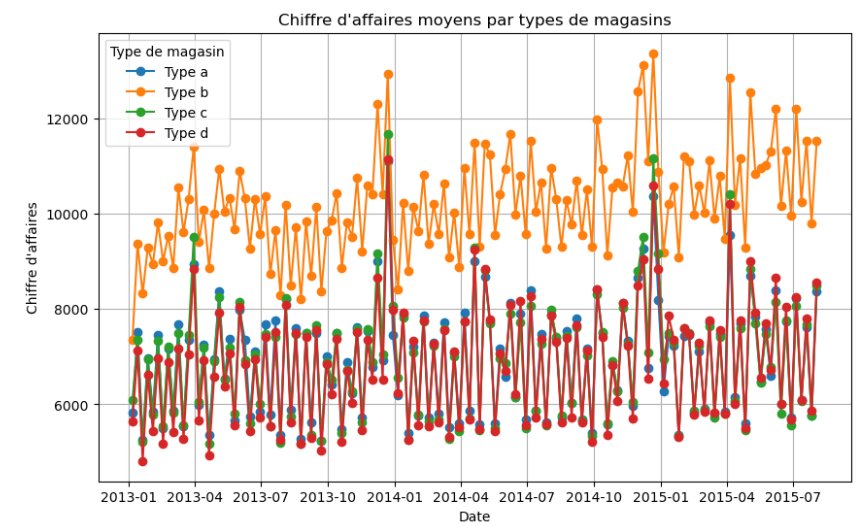 Chiffre d'affaires moyens par types de magasins
Type de magasin
Type a
Type b
Type c
Type d
12000
10000
8000
6000
Chiffre d'affaires
2013-01 2013-04 2013-07 2013-10 2014-01 2014-04 2014-07 2014-10 2015-01 2015-04 2015-07
Date